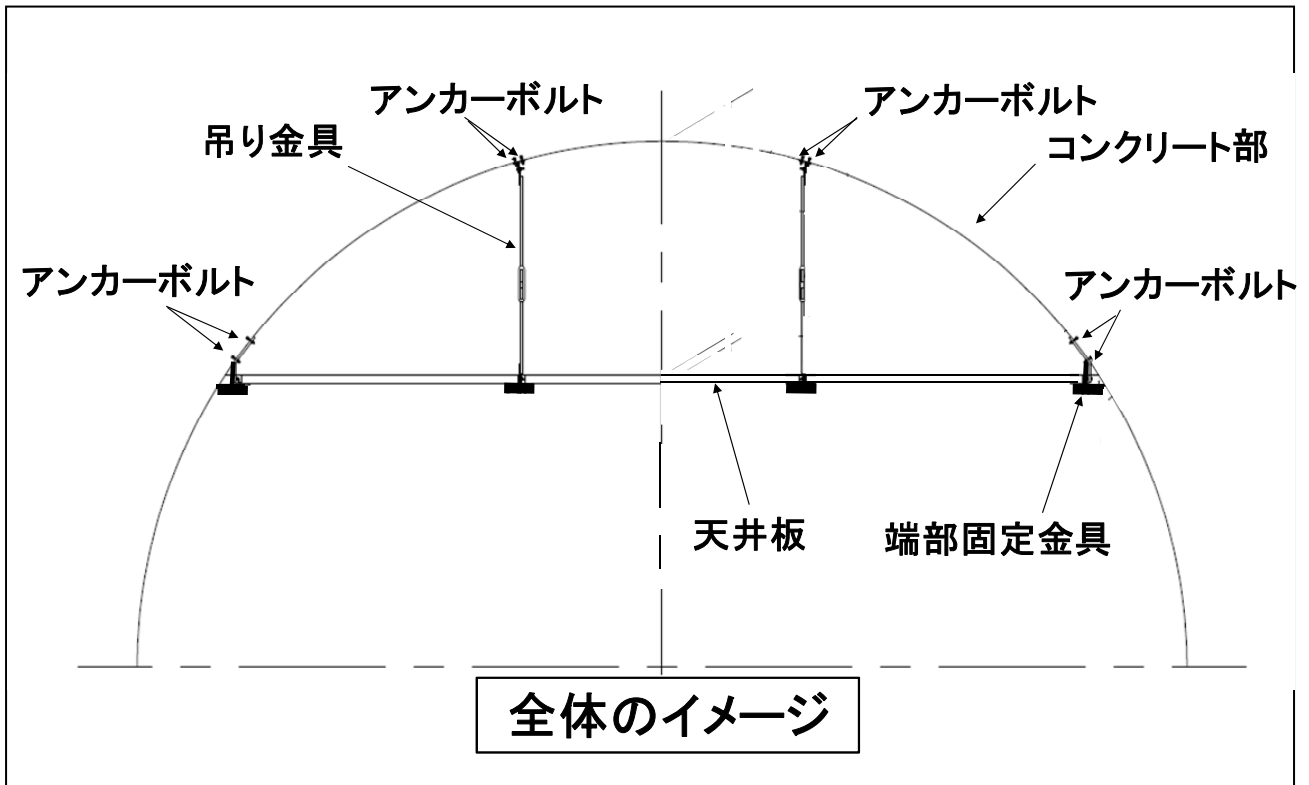 アンカーボルト
アンカーボルト
吊り金具
コンクリート部
アンカーボルト
アンカーボルト
天井板
端部固定金具
全体のイメージ